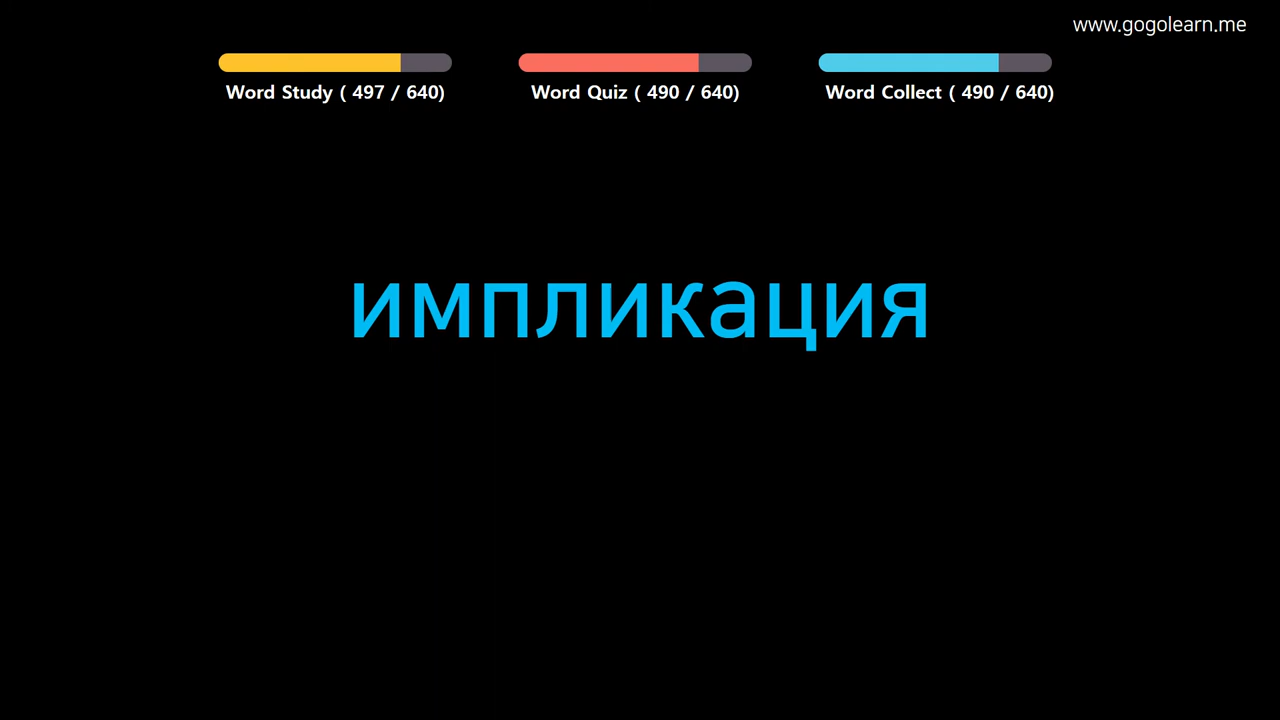 www.gogolearn.me
Word Study ( 497 / 640)
Word Quiz ( 490 / 640)
Word Collect ( 490 / 640)
импликация